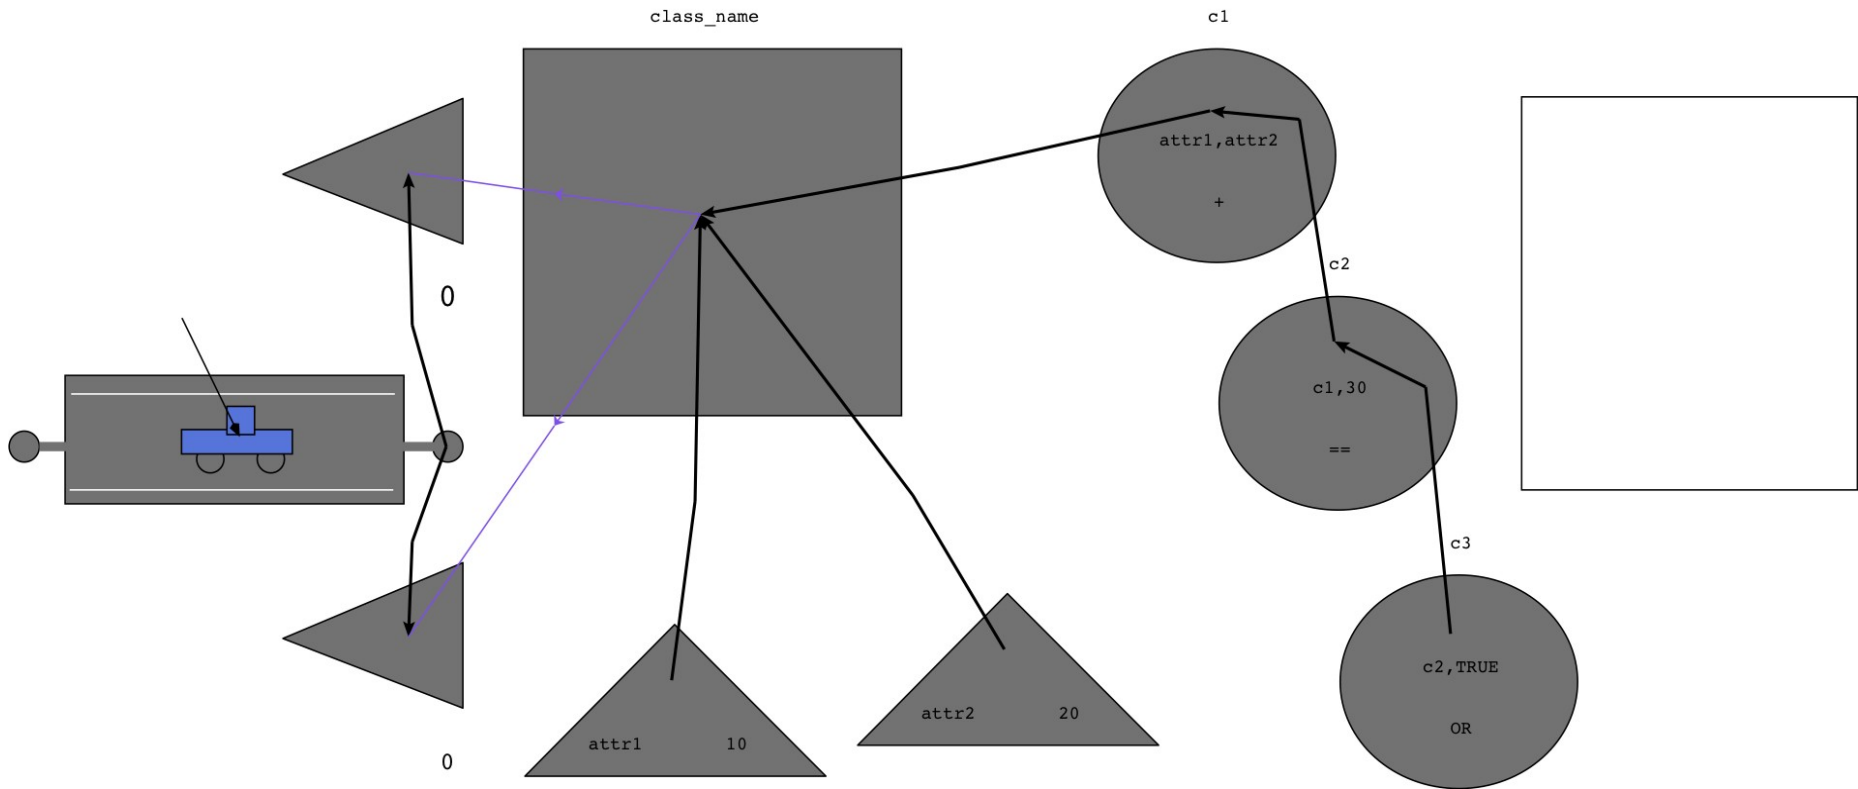 class_name
c1
attr1,attr2
+
c2
0
c1,30
==
c3
c2,TRUE
OR
attr2 20
attr1 10
0